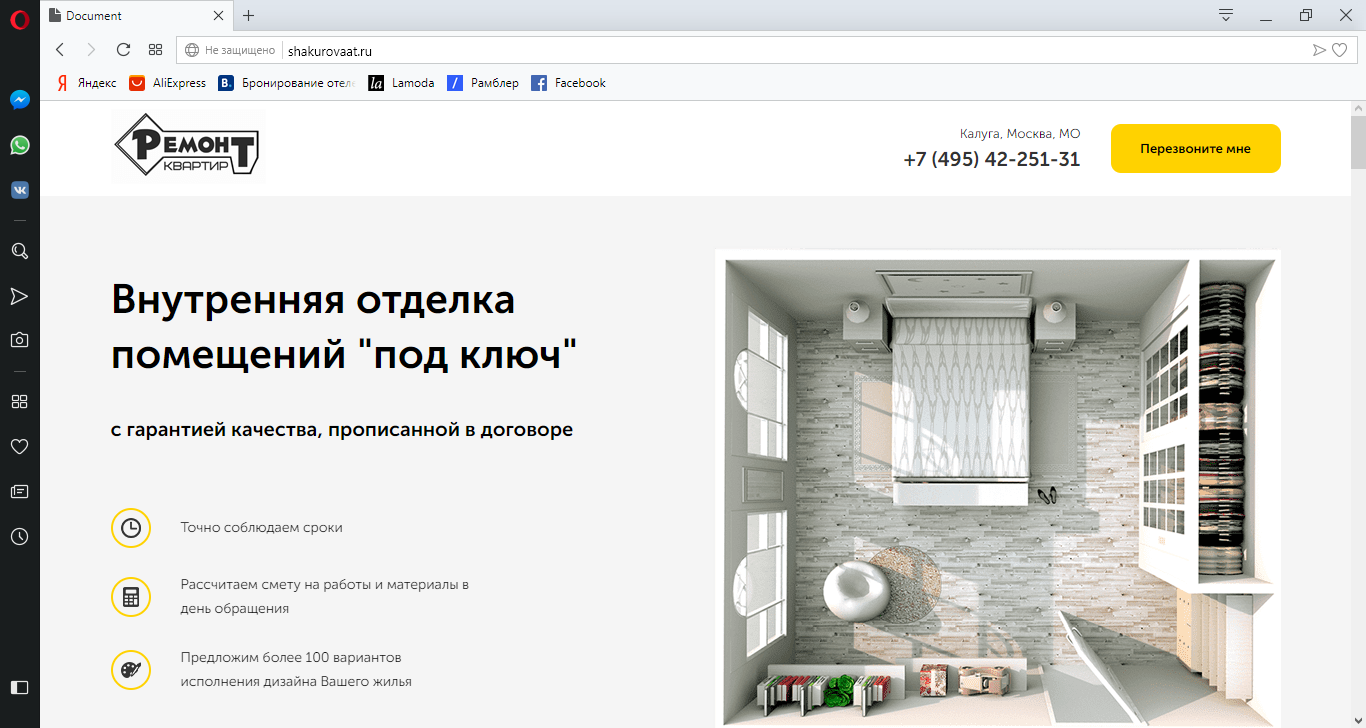 Document
Не защищено shakurovaat.ru
Яндекс AliExpress B. Бронирование отеле la Lamoda Рамблер Facebook
РЕМОНТ
КВАРТИР
Калуга, Москва, МО
+7 (495) 42-251-31
Перезвоните мне
Внутренняя отделка
помещений "под ключ"
с гарантией качества, прописанной в договоре
Точно соблюдаем сроки
Рассчитаем смету на работы и материалы в
день обращения
Предложим более 100 вариантов
исполнения дизайна Вашего жилья